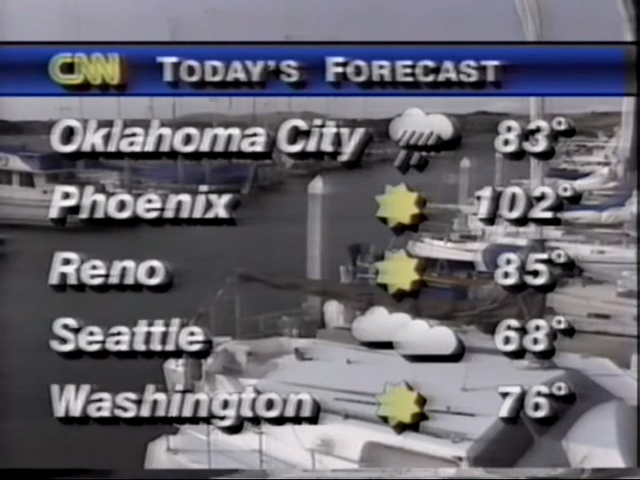 CNN TODAY'S FORECAST
Oklahoma City 83°
Phoenix 102°
Reno 85°
Seattle 68°
Washington 76°